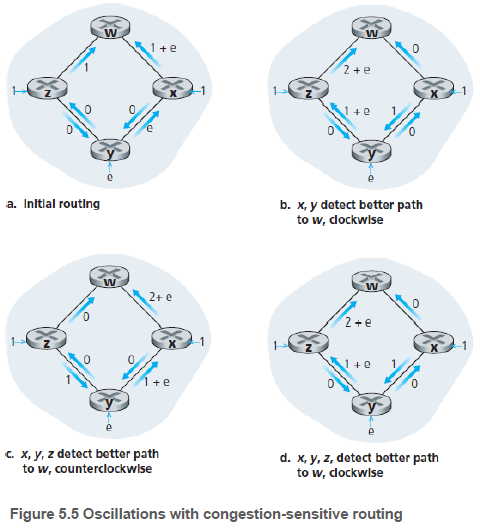 w
1 + e
1
1
z
x
1
0
0
0
e
y
e
a. Initial routing
w
0
2 + e
1
z
x
1
1 + e
1
0
0
y
e
b. x, y detect better path
to w, clockwise
w
2+ e
0
1
z
x
1
0
0
1
1 + e
y
e
c. x, y, z detect better path
to w, counterclockwise
w
0
2 + e
1
z
x
1
1 + e
1
0
0
y
e
d. x, y, z, detect better path
to w, clockwise
Figure 5.5 Oscillations with congestion-sensitive routing